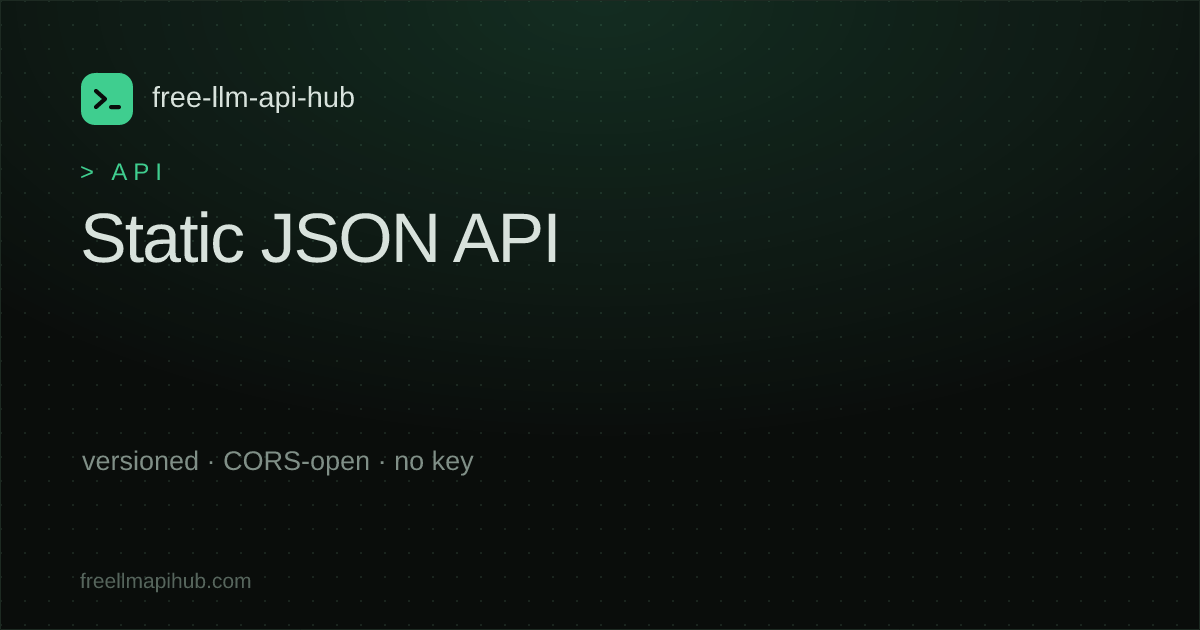 free-llm-api-hub
> API
Static JSON API
versioned · CORS-open · no key
freellmapihub.com